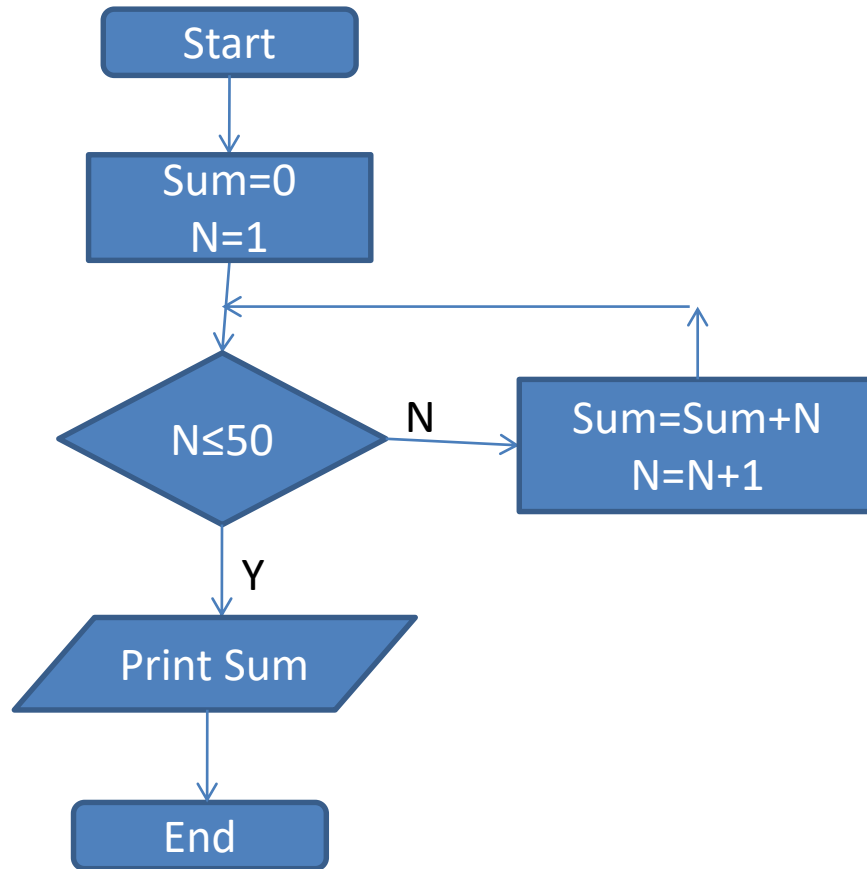 Start
Sum=0
N=1
N≤50
N
Sum=Sum+N
N=N+1
Y
Print Sum
End